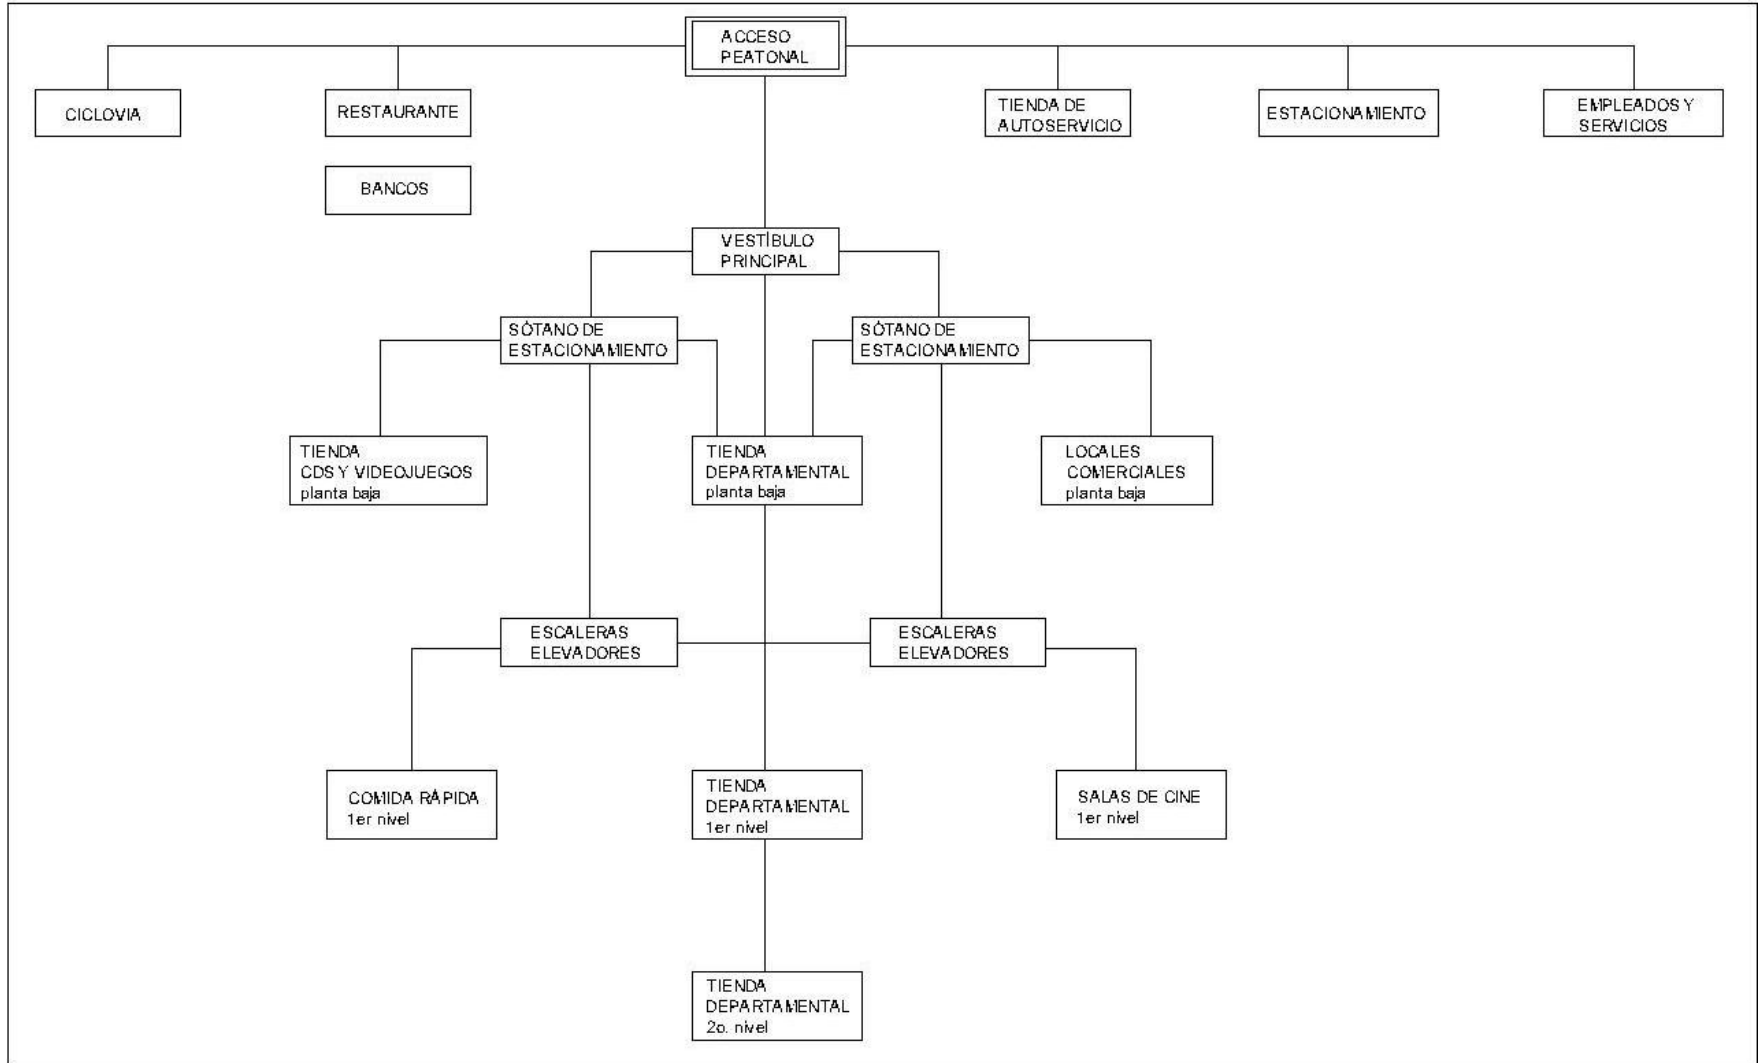 ACCESO
PEATONAL
CICLOVIA
RESTAURANTE
TIENDA DE
AUTOSERVICIO
ESTACIONAMIENTO
EMPLEADOS Y
SERVICIOS
BANCOS
VESTÍBULO
PRINCIPAL
SÓTANO DE
ESTACIONAMIENTO
SÓTANO DE
ESTACIONAMIENTO
TIENDA
CDS Y VIDEOJUEGOS
planta baja
TIENDA
DEPARTAMENTAL
planta baja
LOCALES
COMERCIALES
planta baja
ESCALERAS
ELEVADORES
ESCALERAS
ELEVADORES
COMIDA RÁPIDA
1er nivel
TIENDA
DEPARTAMENTAL
1er nivel
SALAS DE CINE
1er nivel
TIENDA
DEPARTAMENTAL
2o. nivel